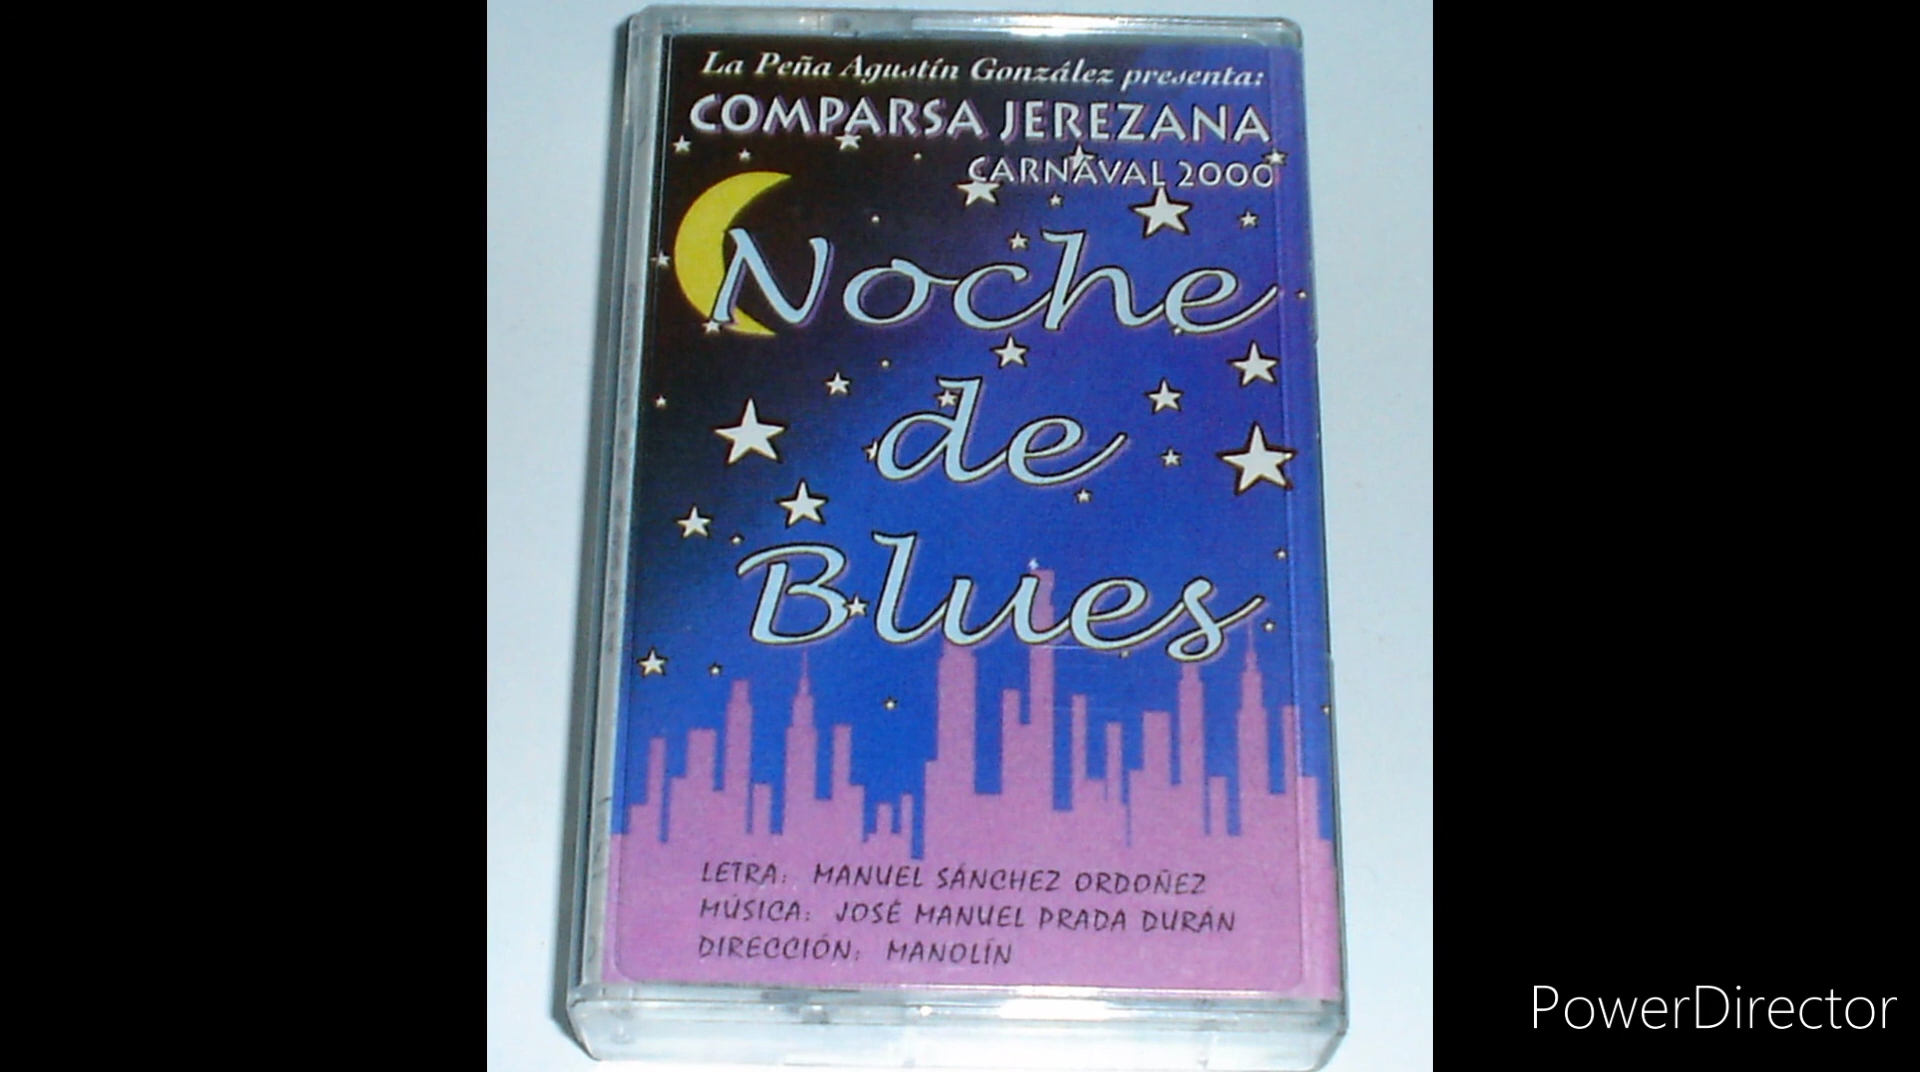 La Peña Agustín González presenta:
COMPARSA JEREZANA
CARNAVAL 2000
Noche
de
Blues
LETRA: MANUEL SÁNCHEZ ORDOÑEZ
MÚSICA: JOSÉ MANUEL PRADA DURÁN
DIRECCIÓN: MANOLÍN
PowerDirector